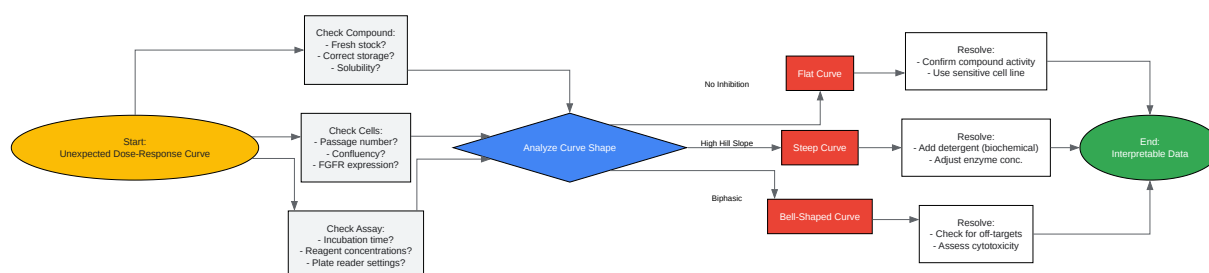 Start:
Unexpected Dose-Response Curve
Check Compound:
- Fresh stock?
- Correct storage?
- Solubility?
Check Cells:
- Passage number?
- Confluency?
- FGFR expression?
Check Assay:
- Incubation time?
- Reagent concentrations?
- Plate reader settings?
Analyze Curve Shape
No Inhibition
High Hill Slope
Biphasic
Flat Curve
Steep Curve
Bell-Shaped Curve
Resolve:
- Confirm compound activity
- Use sensitive cell line
Resolve:
- Add detergent (biochemical)
- Adjust enzyme conc.
Resolve:
- Check for off-targets
- Assess cytotoxicity
End:
Interpretable Data